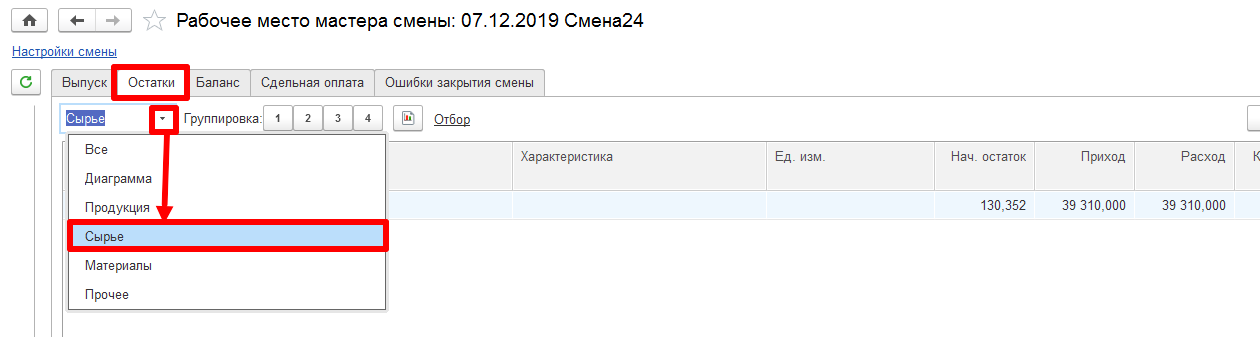 Рабочее место мастера смены: 07.12.2019 Смена24
Настройки смены
Выпуск Остатки Баланс Сдельная оплата Ошибки закрытия смены
Сырье Группировка: 1 2 3 4 Отбор
Все
Диаграмма
Продукция
Сырье
Материалы
Прочее
Характеристика Ед. изм. Нач. остаток Приход Расход К
130,352 39 310,000 39 310,000